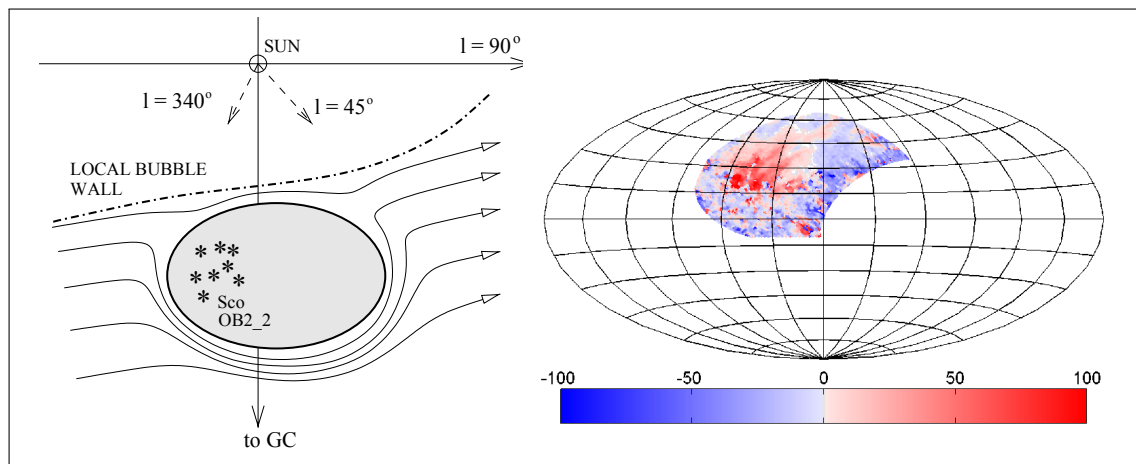 SUN
l = 90°
l = 340°
l = 45°
LOCAL BUBBLE
WALL
Sco
OB2_2
to GC
-100 -50 0 50 100